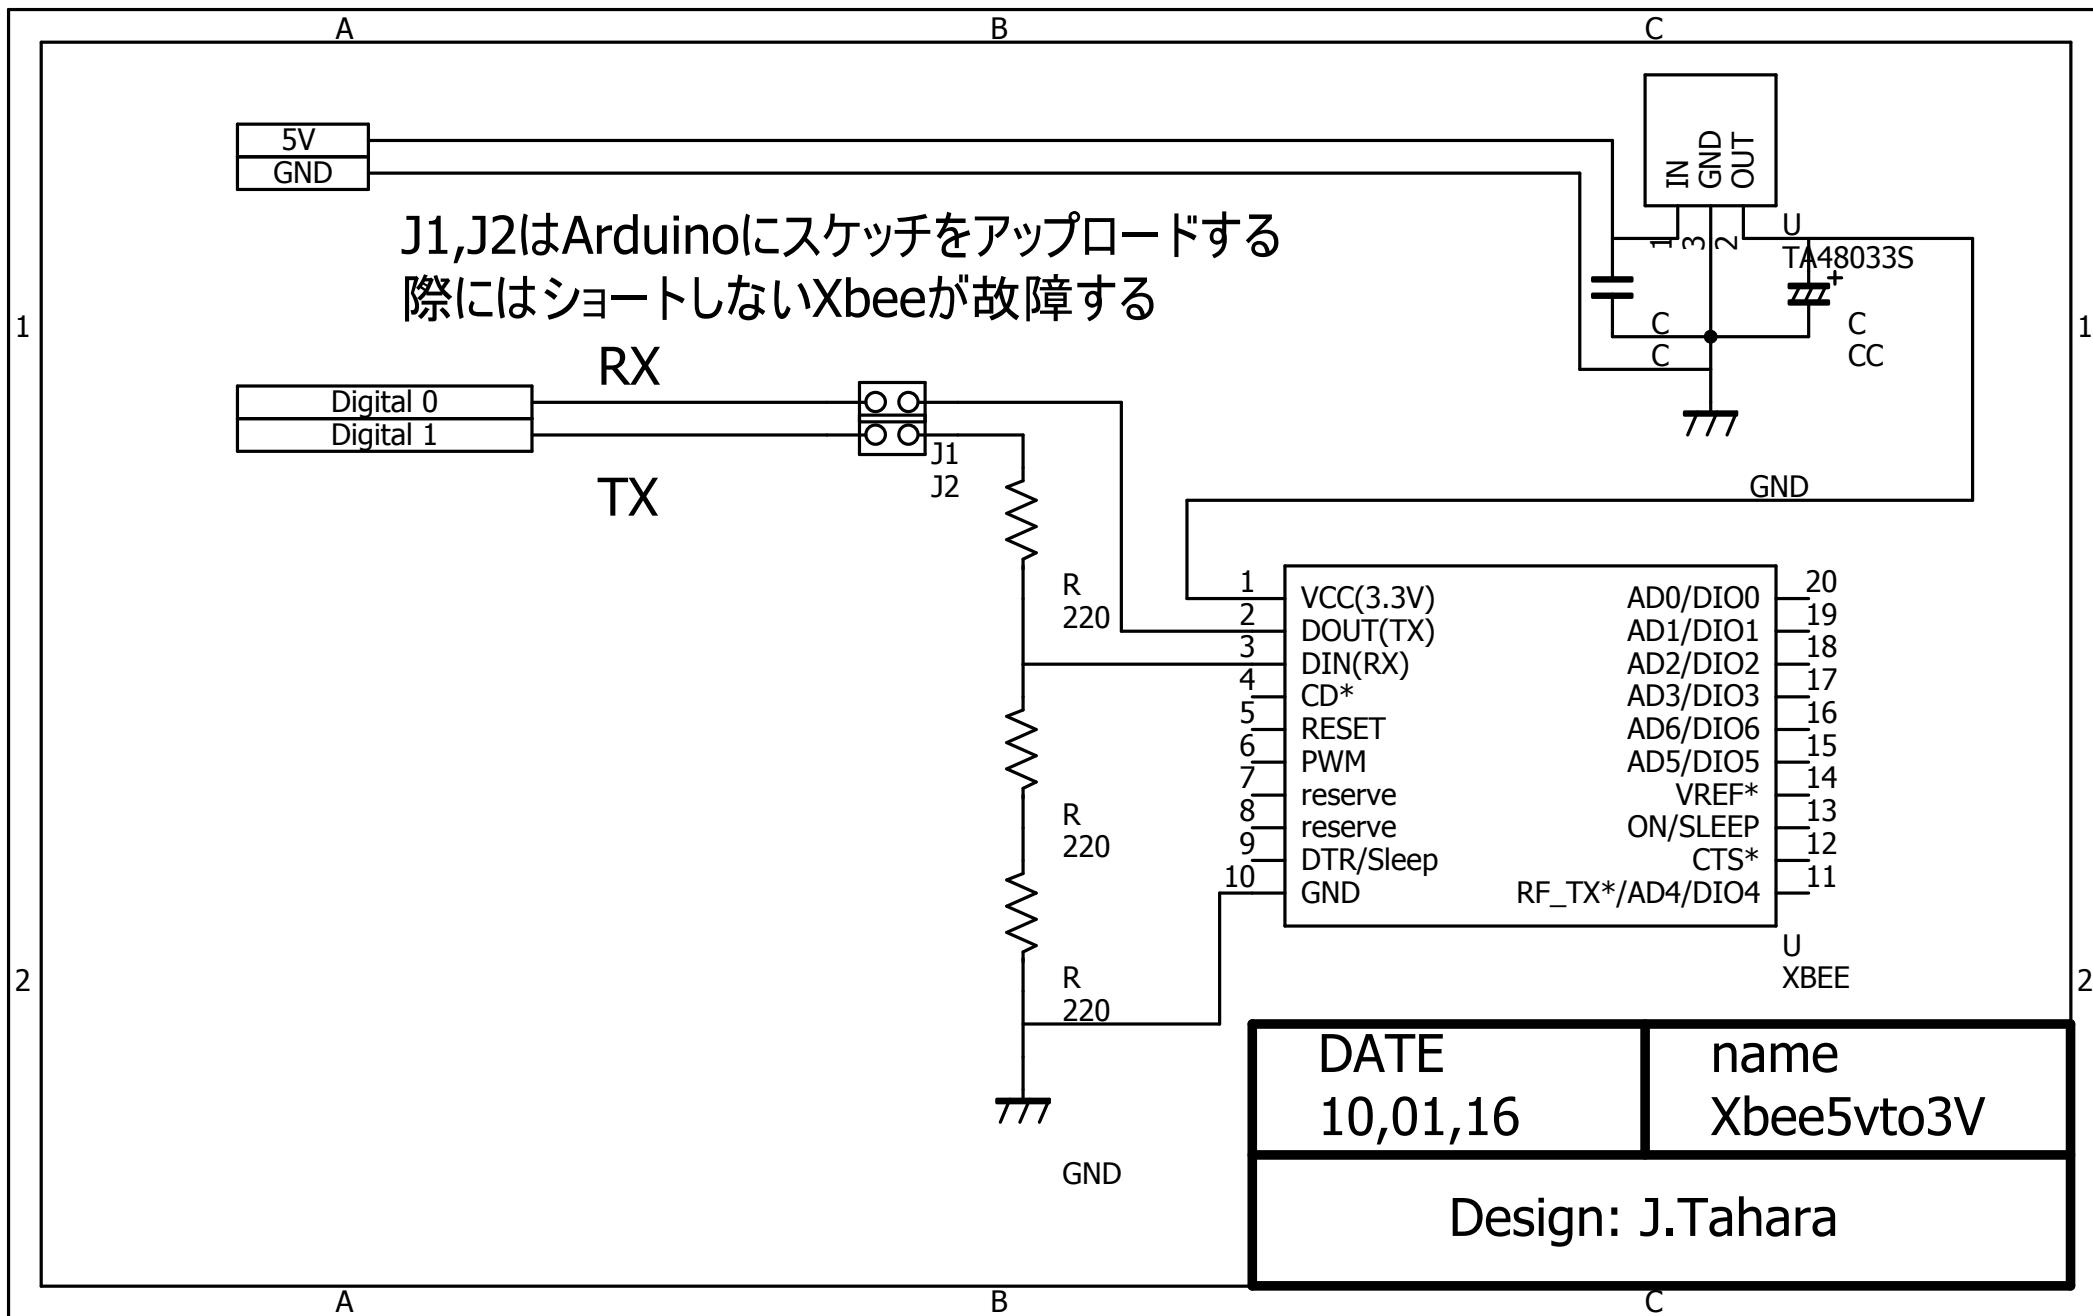 A
B
C
5V
GND
IN
GND
OUT
1
3
2
U
TA48033S
+
J1,J2はArduinoにスケッチをアップロードする
際にはショートしないXbeeが故障する
C
C
C
CC
1
1
RX
Digital 0
Digital 1
J1
J2
TX
GND
R
220
1
2
3
4
5
6
7
8
9
10
VCC(3.3V)
DOUT(TX)
DIN(RX)
CD*
RESET
PWM
reserve
reserve
DTR/Sleep
GND
AD0/DIO0
AD1/DIO1
AD2/DIO2
AD3/DIO3
AD6/DIO6
AD5/DIO5
VREF*
ON/SLEEP
CTS*
RF_TX*/AD4/DIO4
20
19
18
17
16
15
14
13
12
11
R
220
U
XBEE
R
220
2
2
GND
DATE
10,01,16
name
Xbee5vto3V
Design: J.Tahara
A
B
C